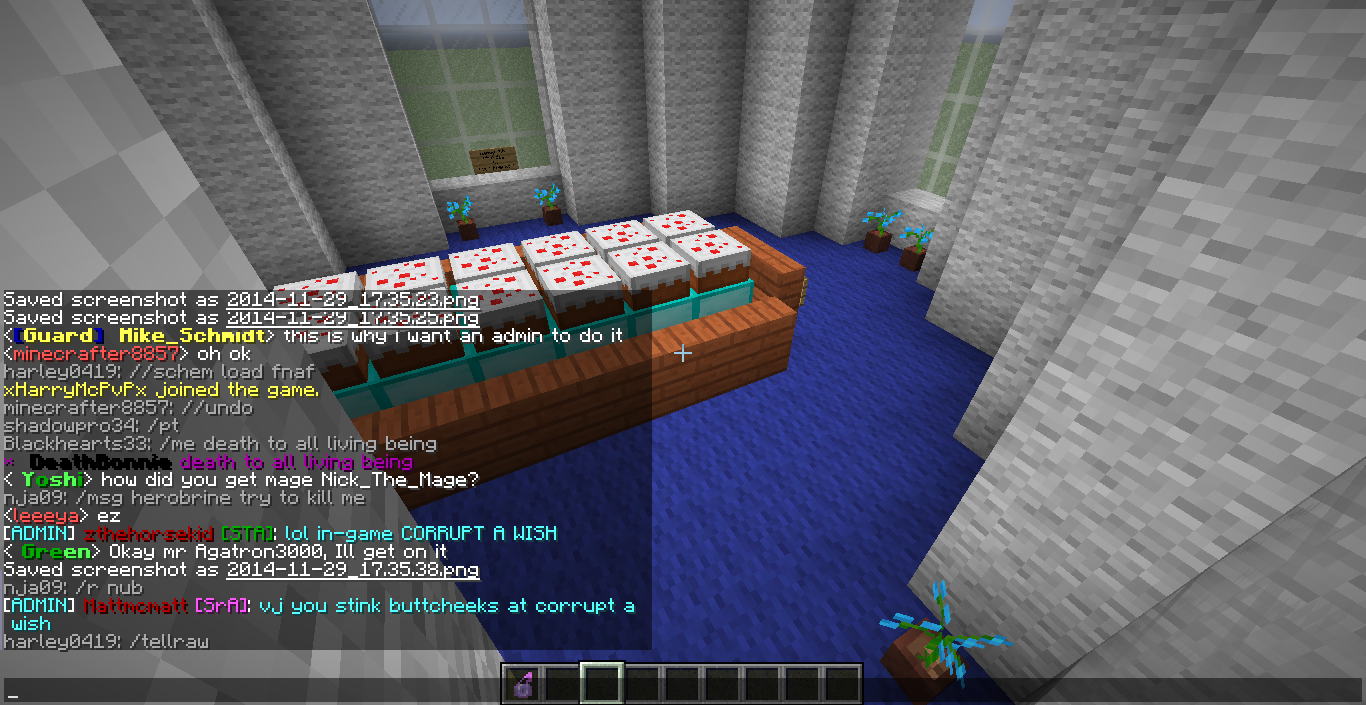 Saved screenshot as 2014-11-29_17.35.23.png
Saved screenshot as 2014-11-29_17.35.25.png
<[Guard] Mike_Schmidt> this is why i want an admin to do it
<minecrafter8857> oh ok
harley0419: //schem load fnaf
xHarryMcPvPx joined the game.
minecrafter8857: //undo
shadowpro34: /pt
Blackhearts33: /me death to all living being
* DeathBonnie death to all living being
< Yoshi> how did you get mage Nick_The_Mage?
nja09: /msg herobrine try to kill me
<leeeya> ez
[ADMIN] zthehorsekid [STA]: lol in-game CORRUPT A WISH
< Green> Okay mr Agatron3000, Ill get on it
Saved screenshot as 2014-11-29_17.35.38.png
nja09: /r nub
[ADMIN] Mattmcmatt [SrA]: vj you stink buttcheeks at corrupt a
wish
harley0419: /tellraw
_